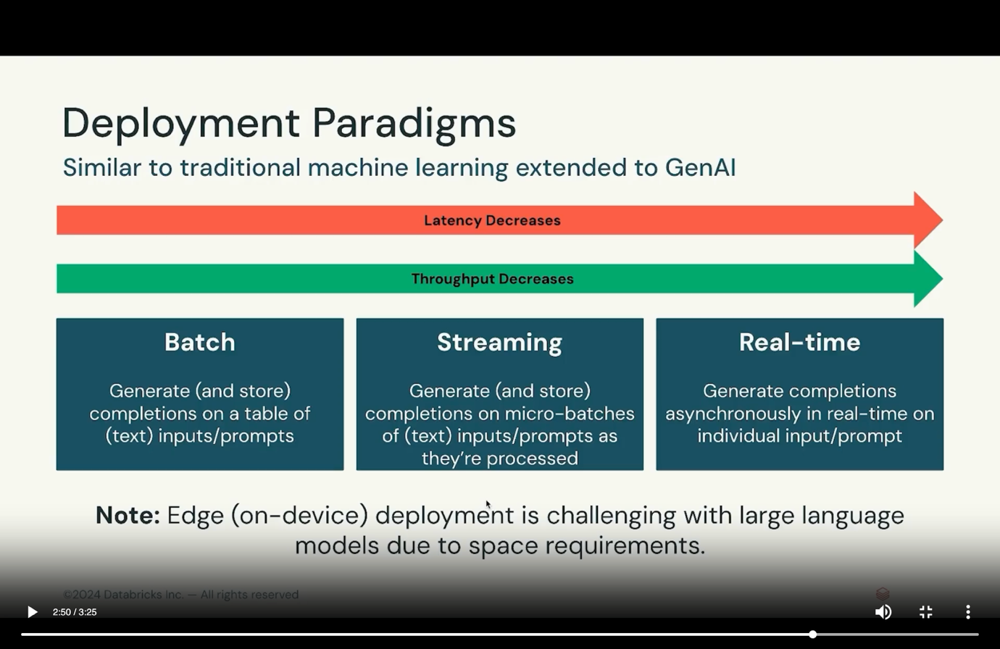 Deployment Paradigms
Similar to traditional machine learning extended to GenAI
Latency Decreases
Throughput Decreases
Batch
Generate (and store)
completions on a table of
(text) inputs/prompts
Streaming
Generate (and store)
completions on micro-batches
of (text) inputs/prompts as
they're processed
Real-time
Generate completions
asynchronously in real-time on
individual input/prompt
Note: Edge (on-device) deployment is challenging with large language
models due to space requirements.
©2024 Databricks Inc. — All rights reserved
2:50 / 3:25